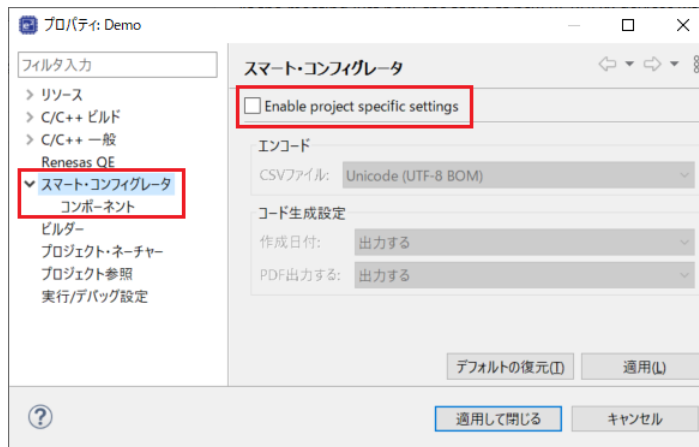 プロパティ: Demo
フィルタ入力
リソース
C/C++ ビルド
C/C++ 一般
Renesas QE
スマート・コンフィグレータ
コンポーネント
ビルダー
プロジェクト・ネーチャー
プロジェクト参照
実行/デバッグ設定
スマート・コンフィグレータ
Enable project specific settings
エンコード
CSVファイル: Unicode (UTF-8 BOM)
コード生成設定
作成日付: 出力する
PDF出力する: 出力する
デフォルトの復元(T) 適用(L)
適用して閉じる キャンセル